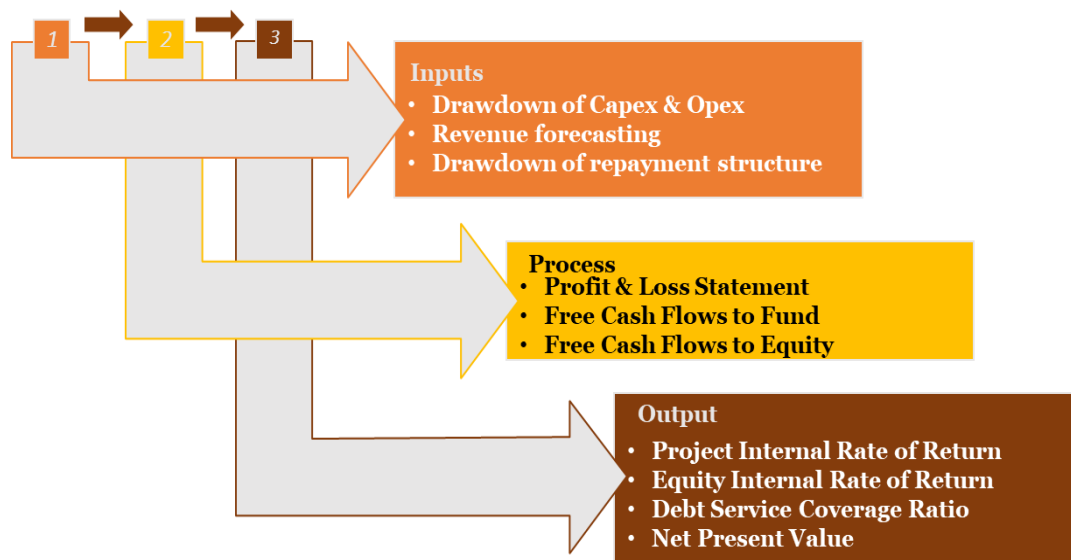 1
2
3
Inputs
• Drawdown of Capex & Opex
• Revenue forecasting
• Drawdown of repayment structure
Process
• Profit & Loss Statement
• Free Cash Flows to Fund
• Free Cash Flows to Equity
Output
• Project Internal Rate of Return
• Equity Internal Rate of Return
• Debt Service Coverage Ratio
• Net Present Value